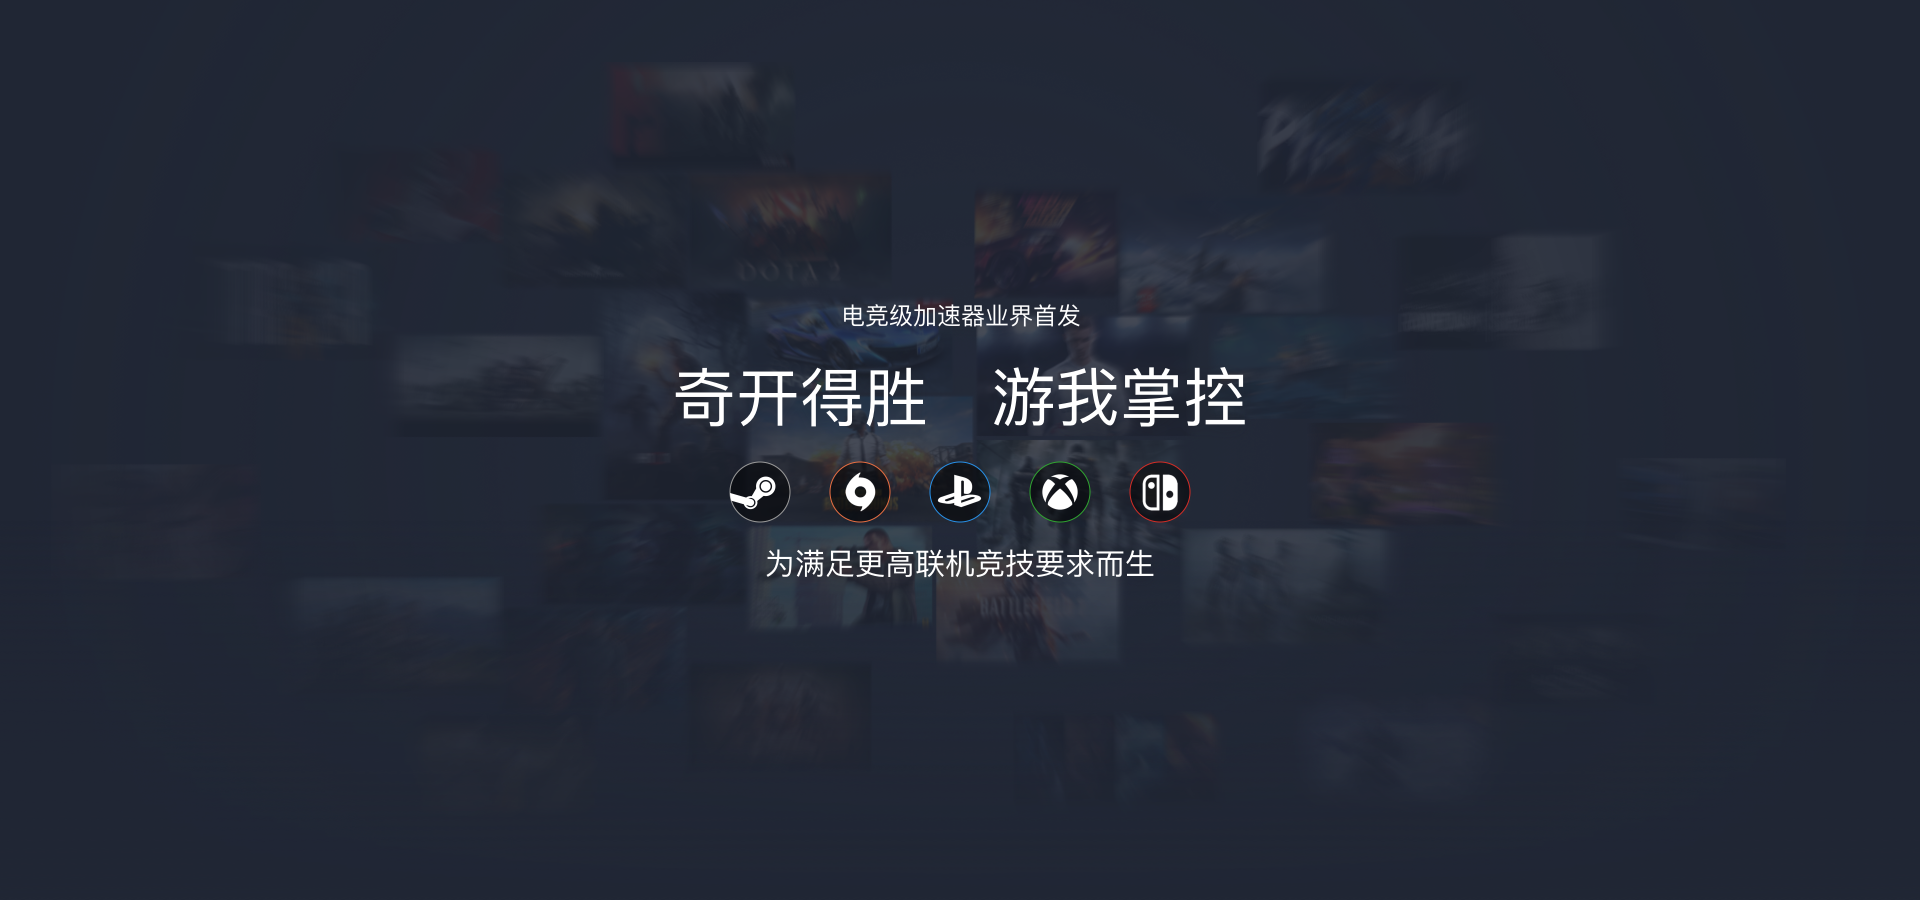 电竞级加速器业界首发
奇开得胜 游我掌控
为满足更高联机竞技要求而生